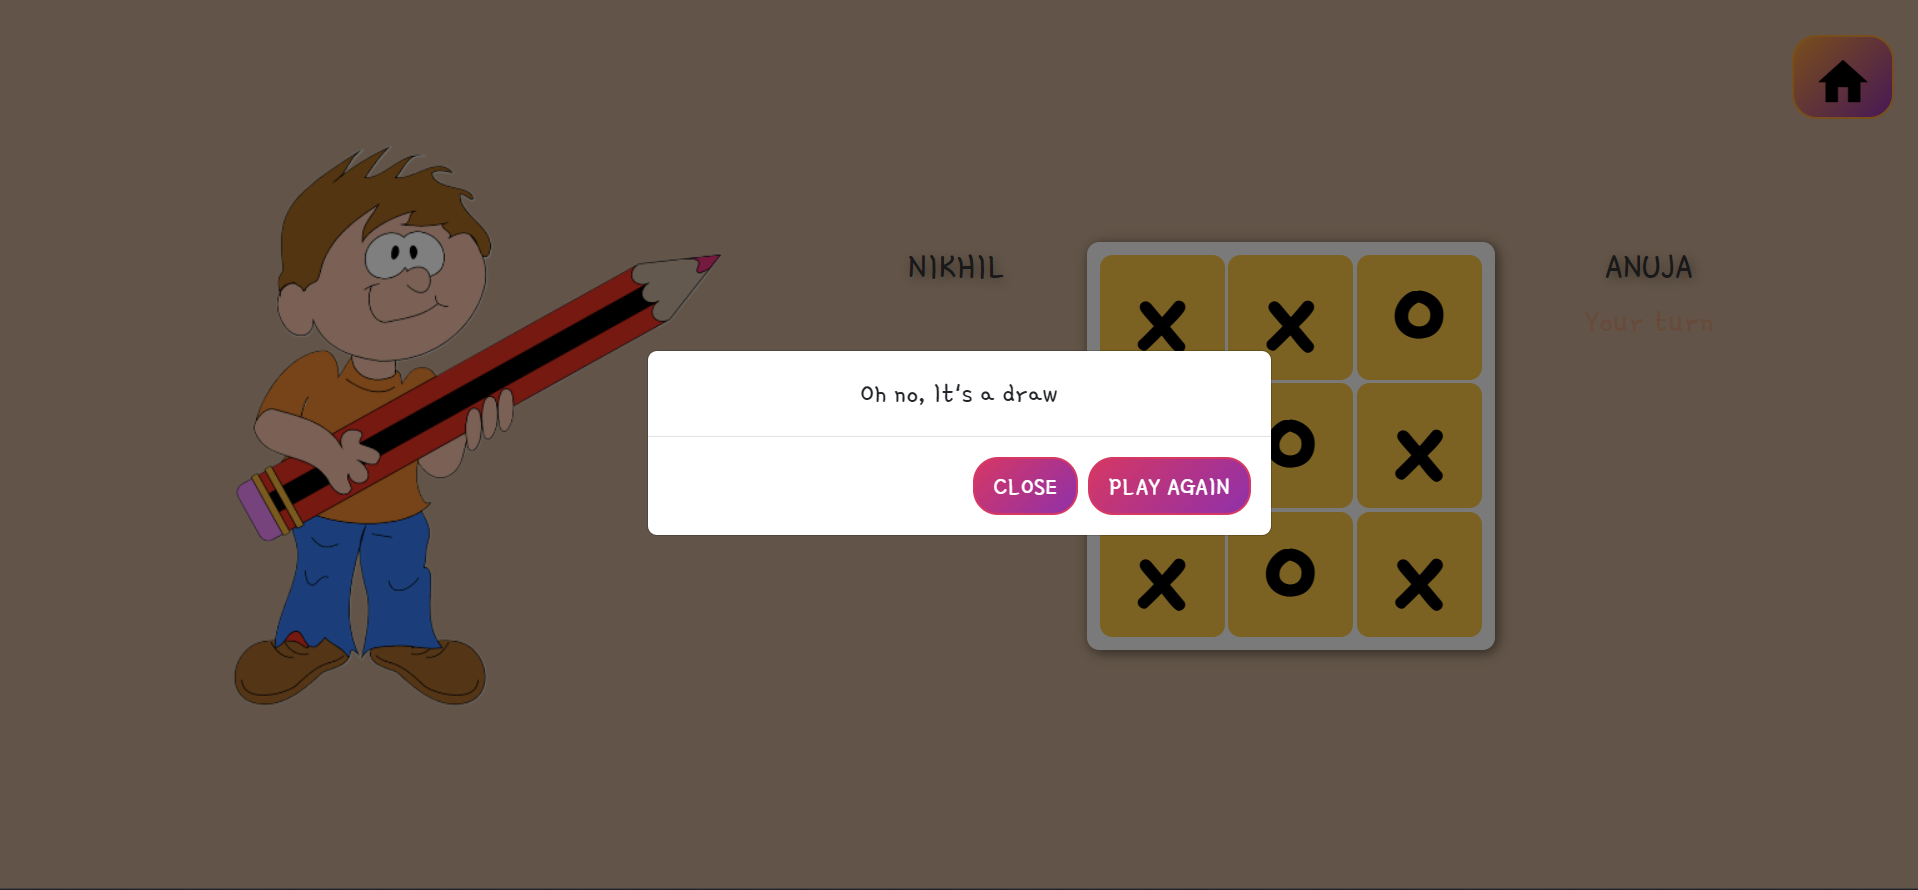 NIKHIL
ANUJA
Your turn
X X O
O X
X O X
Oh no, It's a draw
CLOSE PLAY AGAIN